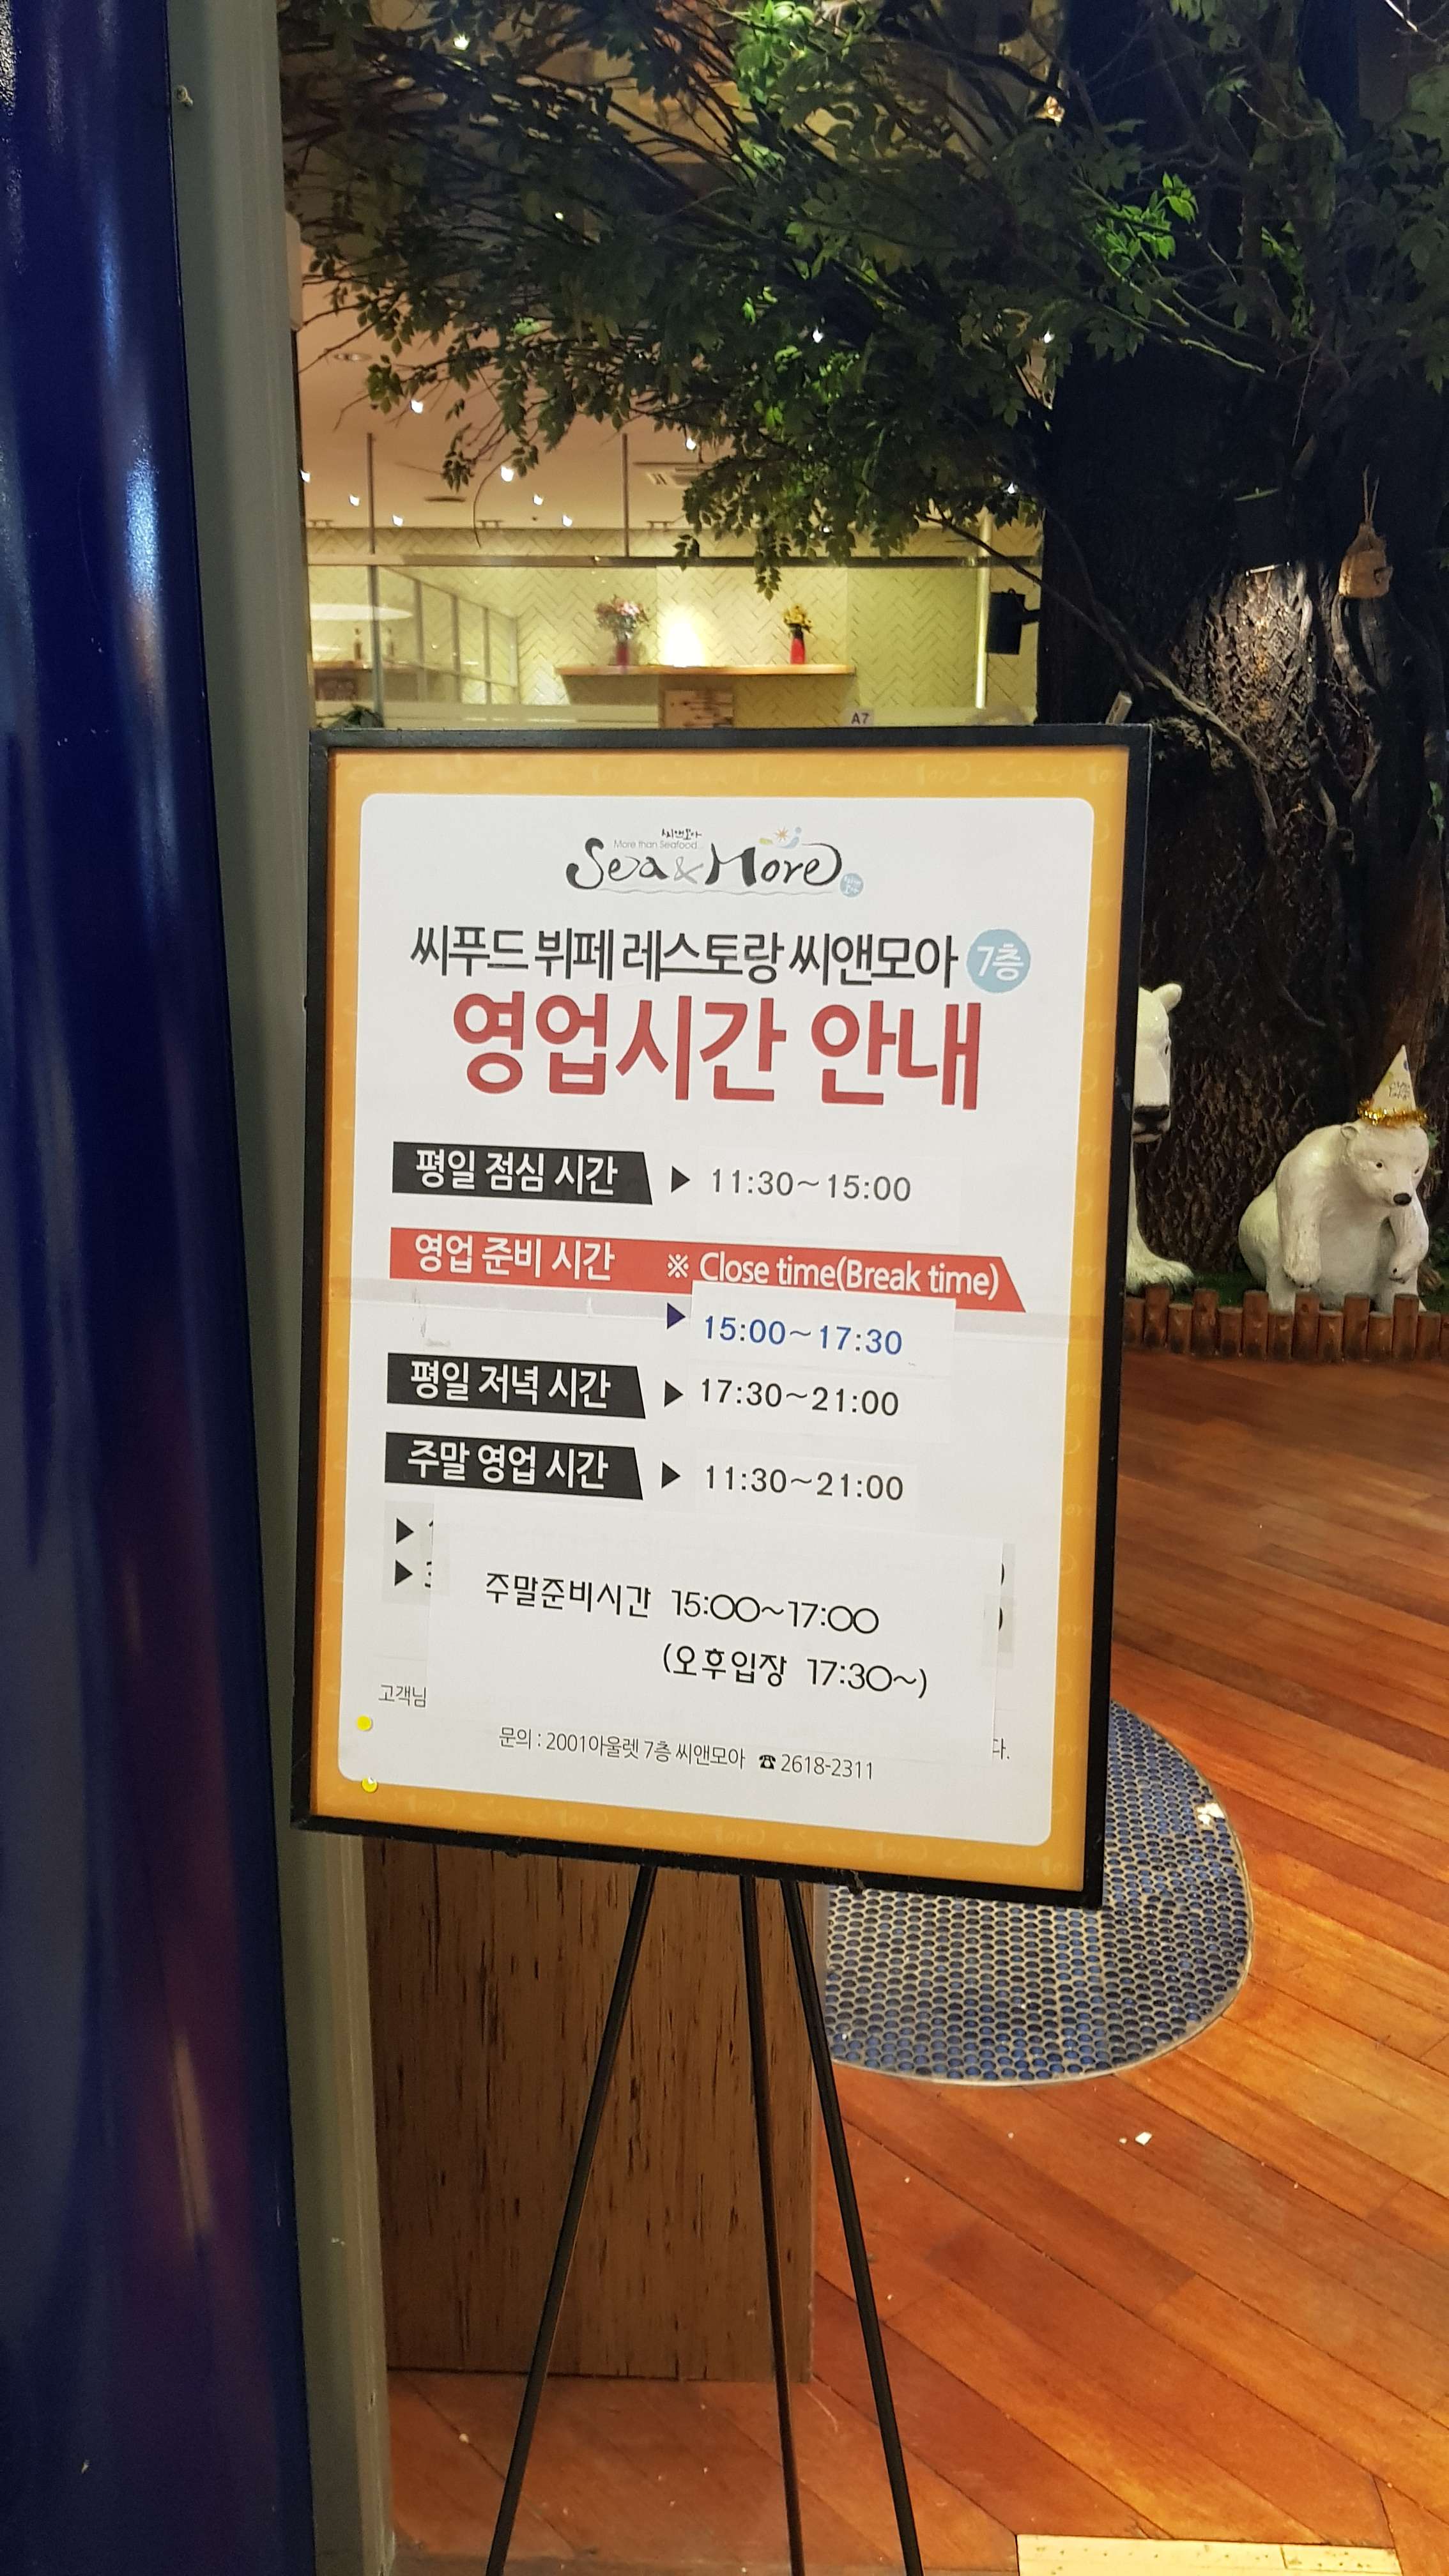 A7
씨앤모아
More than Seafood
Sea & More
씨푸드 뷔페 레스토랑 씨앤모아 7층
영업시간 안내
평일 점심 시간 ▶ 11:30~15:00
영업 준비 시간 ※ Close time(Break time)
▶ 15:00~17:30
평일 저녁 시간 ▶ 17:30~21:00
주말 영업 시간 ▶ 11:30~21:00
▶
▶
주말준비시간 15:00~17:00
(오후입장 17:30~)
고객님 다.
문의 : 2001아울렛 7층 씨앤모아 ☎ 2618-2311